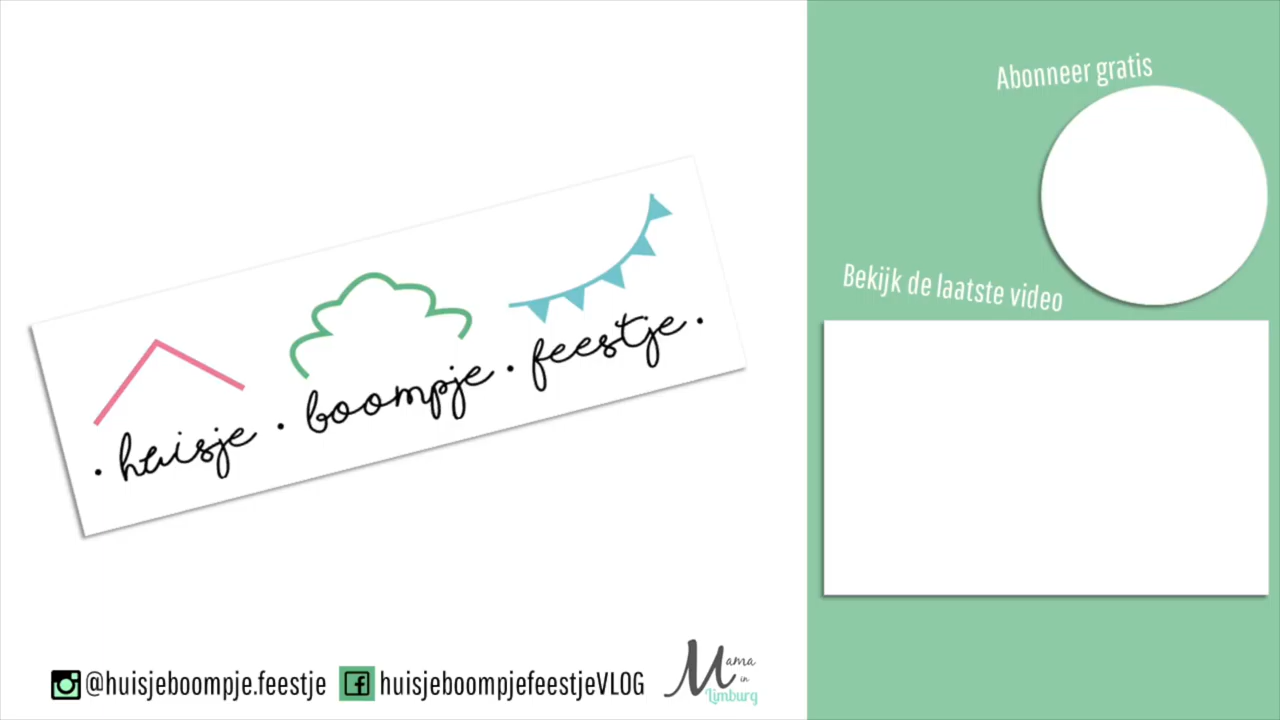 Abonneer gratis
Bekijk de laatste video
· huisje · boompje · feestje ·
@huisjeboompje.feestje
huisjeboompjefeestjeVLOG
Mama
in
Limburg